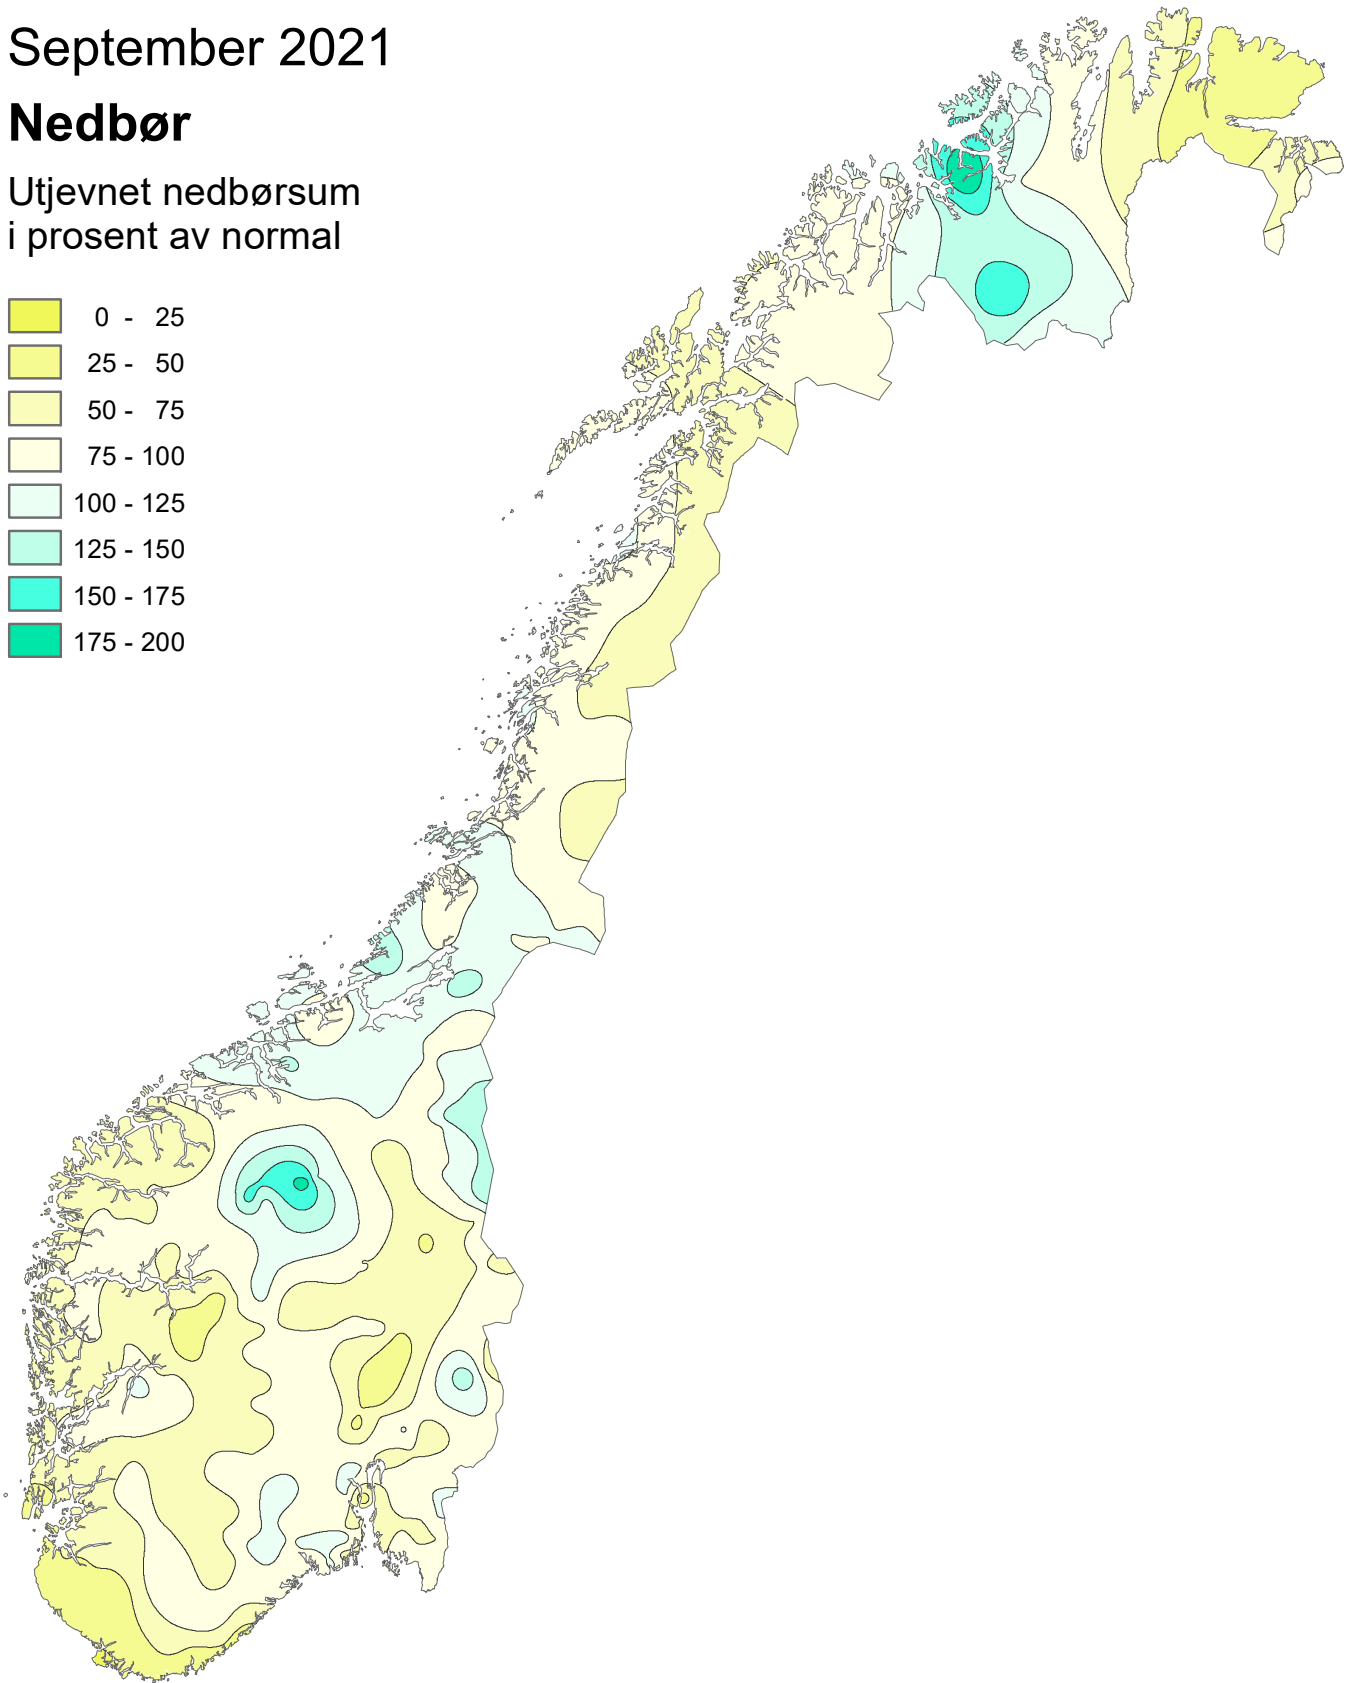 September 2021
Nedbør
Utjevnet nedbørsum
i prosent av normal
0 - 25
25 - 50
50 - 75
75 - 100
100 - 125
125 - 150
150 - 175
175 - 200